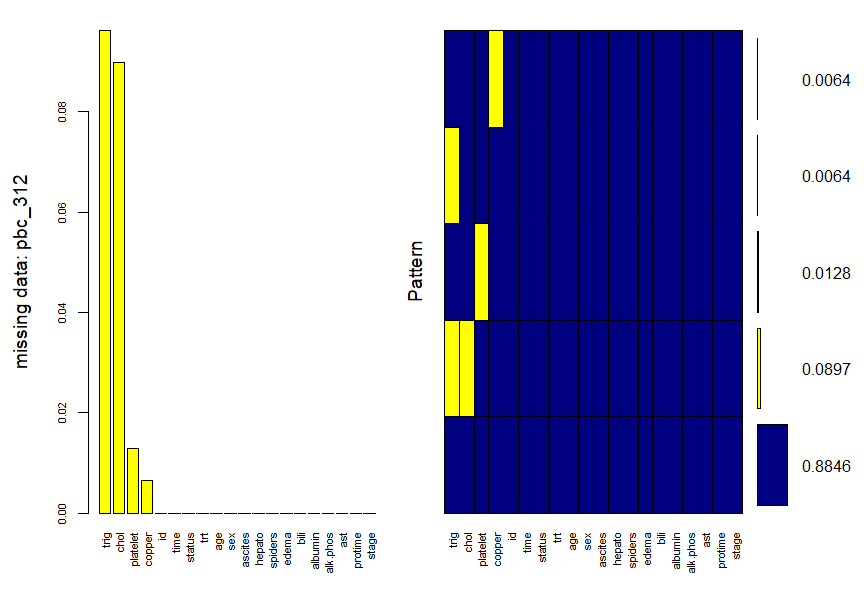 missing data: pbc_312
0.00
0.02
0.04
0.06
0.08
trig
chol
platelet
copper
id
time
status
trt
age
sex
ascites
hepato
spiders
edema
bili
albumin
alk.phos
ast
protime
stage
Pattern
trig
chol
platelet
copper
id
time
status
trt
age
sex
ascites
hepato
spiders
edema
bili
albumin
alk.phos
ast
protime
stage
0.0064
0.0064
0.0128
0.0897
0.8846